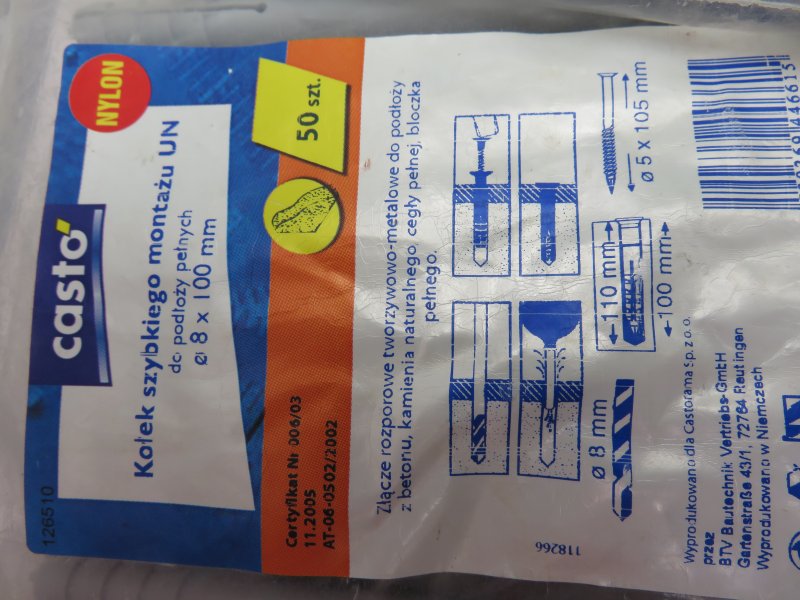 126510
castó
NYLON
Kołek szybkiego montażu UN
do podłoży pełnych
ø 8 x 100 mm
50 szt.
Certyfikat Nr 006/03
11.2005
AT-06-0502/2002
Złącze rozporowe tworzywowo-metalowe do podłoży
z betonu, kamienia naturalnego, cegły pełnej, bloczka
pełnego.
118266
ø 8 mm
110 mm
100 mm
ø 5 x 105 mm
Wyprodukowano dla Castorama Sp. z o.o.
przez
BTV Bautechnik Vertriebs-GmbH
Gartenstraße 43/1, 72764 Reutlingen
Wyprodukowano w Niemczech
446615